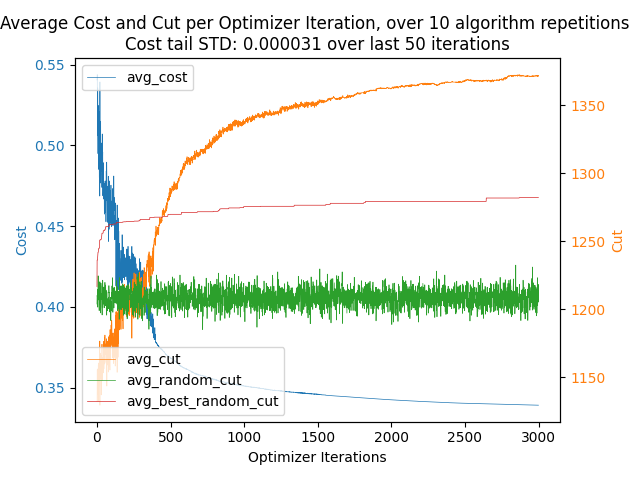 Average Cost and Cut per Optimizer Iteration, over 10 algorithm repetitions
Cost tail STD: 0.000031 over last 50 iterations
avg_cost
0.55
0.50
0.45
0.40
0.35
Cost
1350
1300
1250
1200
1150
Cut
avg_cut
avg_random_cut
avg_best_random_cut
0 500 1000 1500 2000 2500 3000
Optimizer Iterations